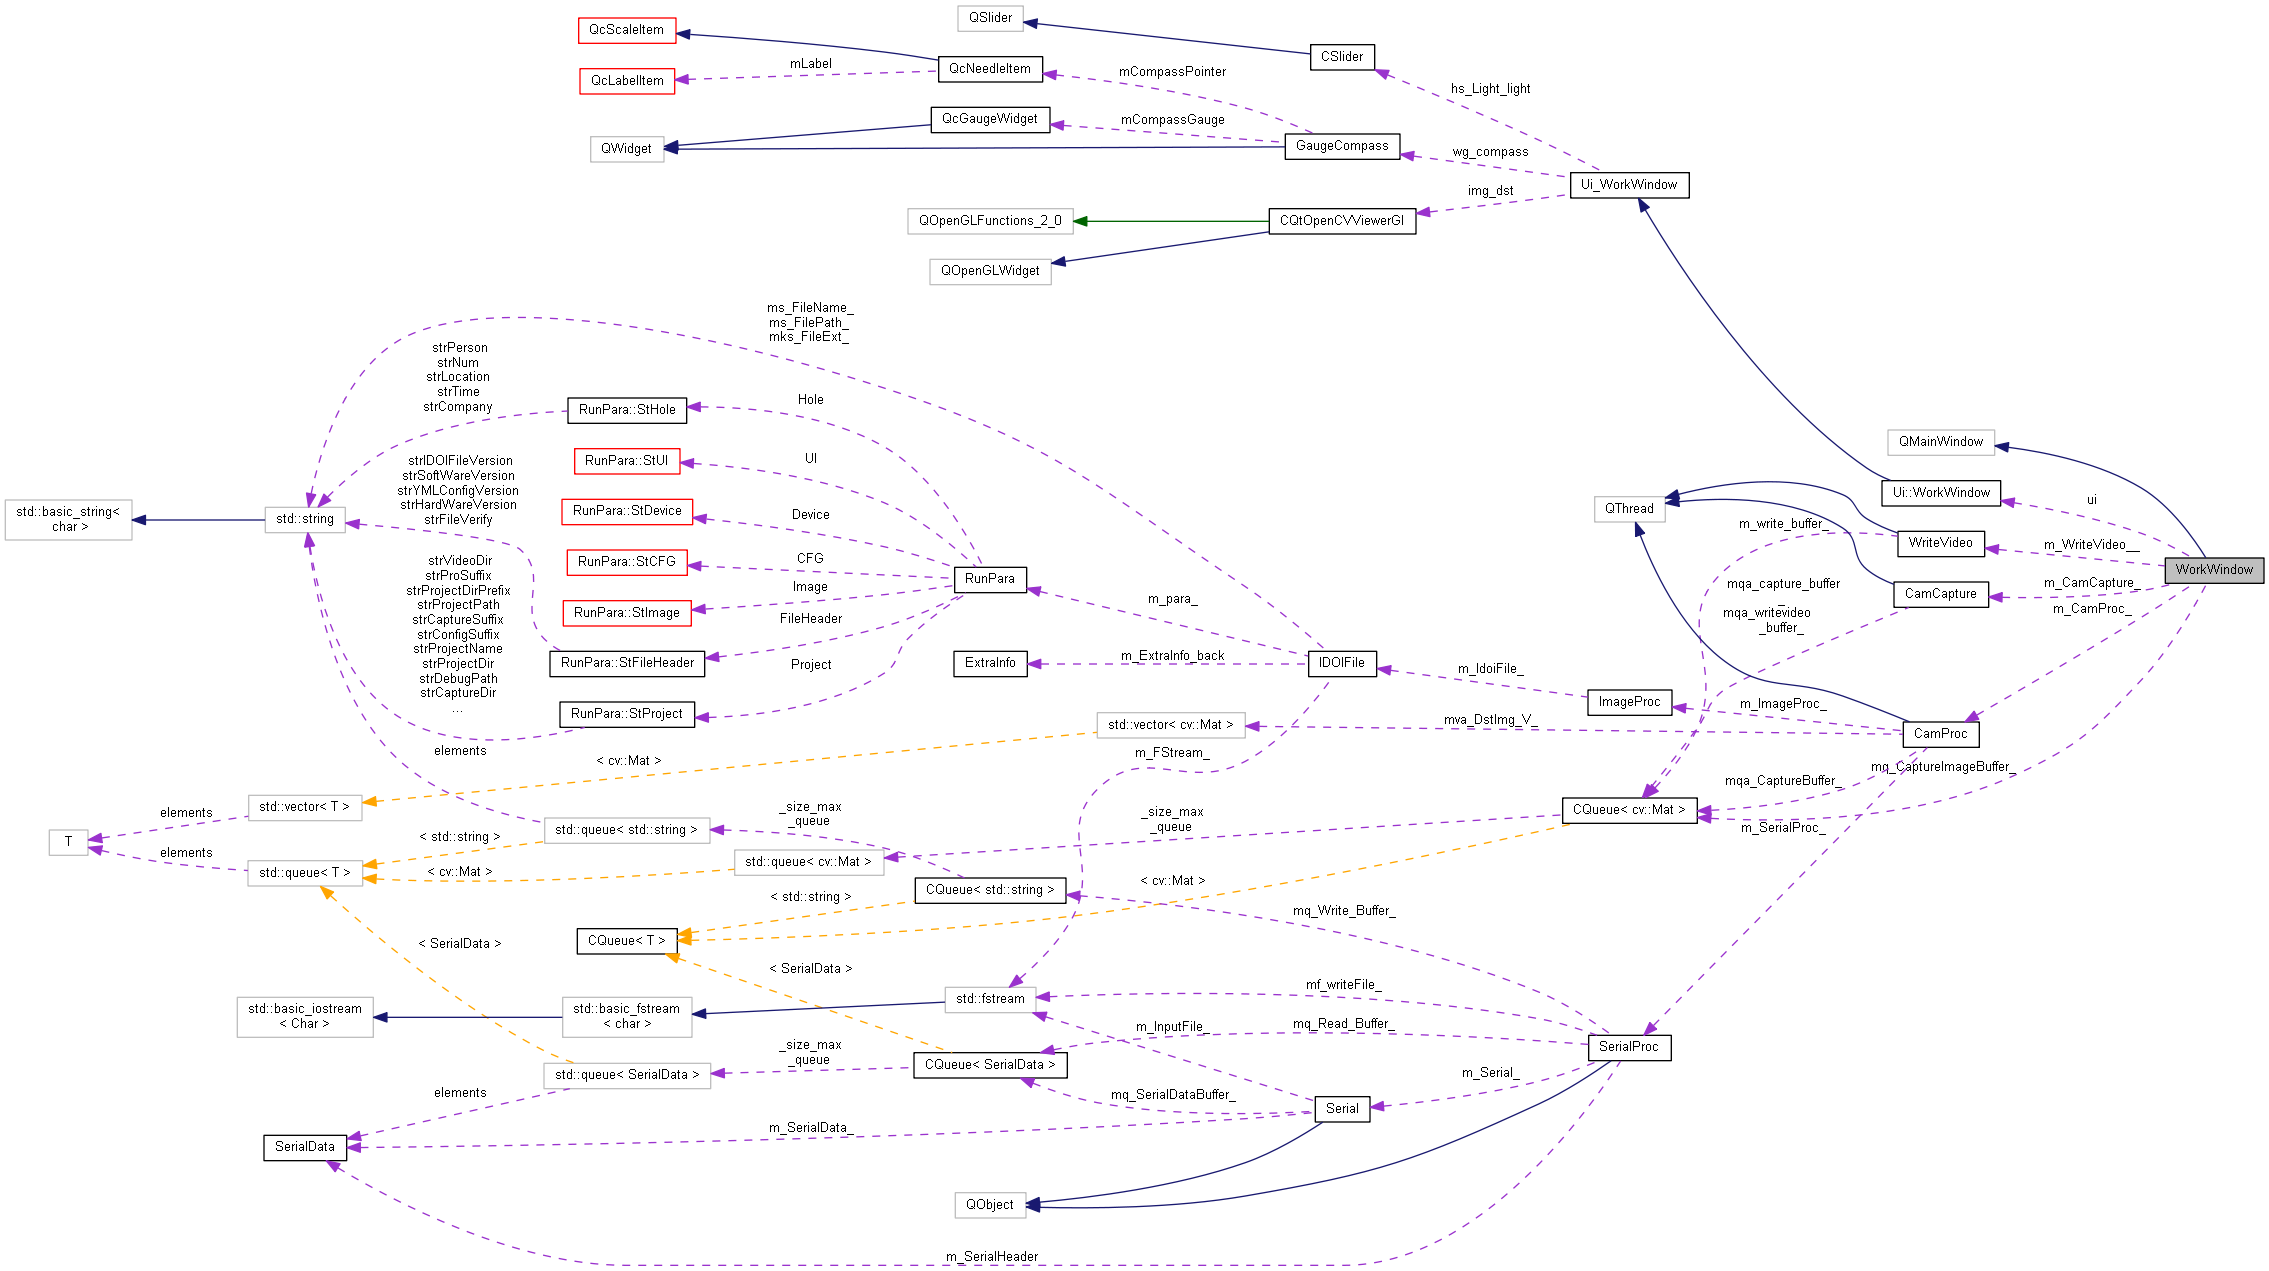 QSlider
QcScaleItem
CSlider
mLabel
QcNeedleItem
mCompassPointer
QcLabelItem
hs_Light_light
QcGaugeWidget
mCompassGauge
QWidget
GaugeCompass
wg_compass
Ui_WorkWindow
img_dst
QOpenGLFunctions_2_0
CQtOpenCVViewerGl
QOpenGLWidget
ms_FileName_
ms_FilePath_
mks_FileExt_
strPerson
strNum
strLocation
strTime
strCompany
Hole
RunPara::StHole
QMainWindow
UI
RunPara::StUI
strIDOIFileVersion
strSoftWareVersion
strYMLConfigVersion
strHardWareVersion
strFileVerify
Ui::WorkWindow
ui
QThread
std::basic_string<
char >
std::string
RunPara::StDevice
Device
m_write_buffer_
WriteVideo
m_WriteVideo__
CFG
RunPara::StCFG
WorkWindow
strVideoDir
strProSuffix
strProjectDirPrefix
strProjectPath
strCaptureSuffix
strConfigSuffix
strProjectName
strProjectDir
strDebugPath
strCaptureDir
...
RunPara
Image
RunPara::StImage
mqa_capture_buffer
_
CamCapture
m_CamCapture_
m_para_
mqa_writevideo
_buffer_
m_CamProc_
FileHeader
RunPara::StFileHeader
m_ExtraInfo_back
ExtraInfo
IDOIFile
Project
m_IdoiFile_
ImageProc
m_ImageProc_
RunPara::StProject
std::vector< cv::Mat >
mva_DstImg_V_
CamProc
elements
m_FStream_
< cv::Mat >
mq_CaptureImageBuffer_
mqa_CaptureBuffer_
std::vector< T >
CQueue< cv::Mat >
elements
_size_max
_queue
_size_max
_queue
m_SerialProc_
T
std::queue< std::string >
< std::string >
elements
std::queue< T >
< cv::Mat >
std::queue< cv::Mat >
< cv::Mat >
CQueue< std::string >
< std::string >
mq_Write_Buffer_
CQueue< T >
< SerialData >
< SerialData >
mf_writeFile_
std::fstream
std::basic_iostream
< Char >
std::basic_fstream
< char >
m_InputFile_
mq_Read_Buffer_
SerialProc
_size_max
_queue
CQueue< SerialData >
std::queue< SerialData >
m_Serial_
elements
mq_SerialDataBuffer_
Serial
m_SerialData_
SerialData
QObject
m_SerialHeader